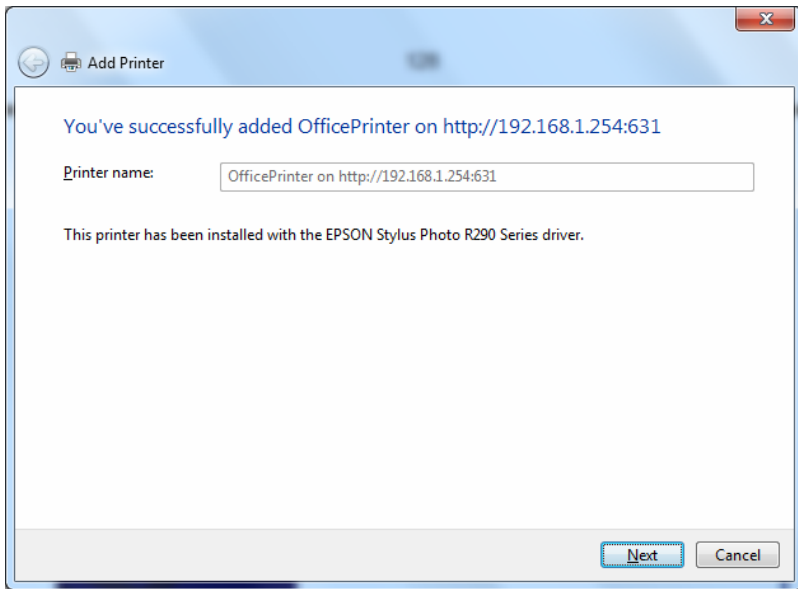 Add Printer
You've successfully added OfficePrinter on http://192.168.1.254:631
Printer name:
OfficePrinter on http://192.168.1.254:631
This printer has been installed with the EPSON Stylus Photo R290 Series driver.
Next
Cancel